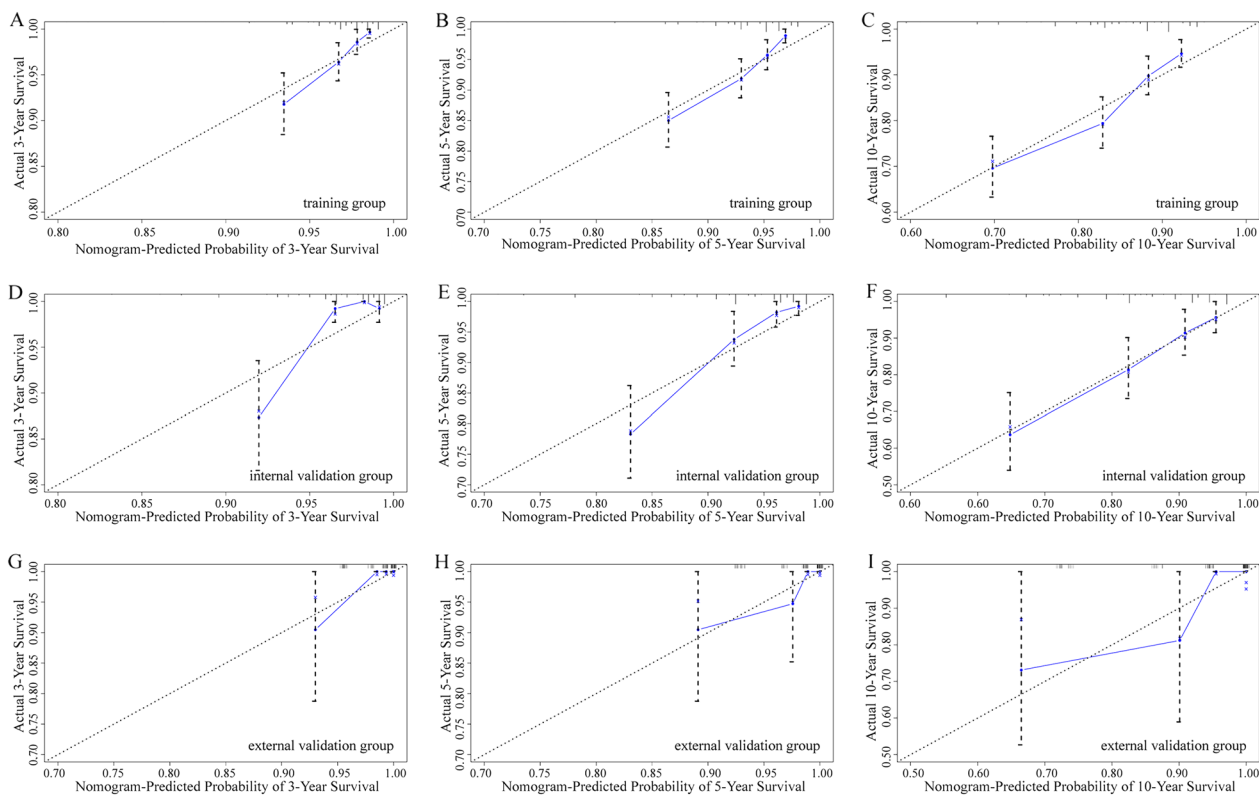 A
Actual 3-Year Survival
1.00
0.95
0.90
0.85
0.80
training group
0.80 0.85 0.90 0.95 1.00
Nomogram-Predicted Probability of 3-Year Survival
B
Actual 5-Year Survival
1.00
0.95
0.90
0.85
0.80
0.75
0.70
training group
0.70 0.75 0.80 0.85 0.90 0.95 1.00
Nomogram-Predicted Probability of 5-Year Survival
C
Actual 10-Year Survival
1.00
0.90
0.80
0.70
0.60
training group
0.60 0.70 0.80 0.90 1.00
Nomogram-Predicted Probability of 10-Year Survival
D
Actual 3-Year Survival
1.00
0.95
0.90
0.85
0.80
internal validation group
0.80 0.85 0.90 0.95 1.00
Nomogram-Predicted Probability of 3-Year Survival
E
Actual 5-Year Survival
1.00
0.95
0.90
0.85
0.80
0.75
0.70
internal validation group
0.70 0.75 0.80 0.85 0.90 0.95 1.00
Nomogram-Predicted Probability of 5-Year Survival
F
Actual 10-Year Survival
1.00
0.90
0.80
0.70
0.60
0.50
internal validation group
0.50 0.60 0.70 0.80 0.90 1.00
Nomogram-Predicted Probability of 10-Year Survival
G
Actual 3-Year Survival
1.00
0.95
0.90
0.85
0.80
0.75
0.70
external validation group
0.70 0.75 0.80 0.85 0.90 0.95 1.00
Nomogram-Predicted Probability of 3-Year Survival
H
Actual 5-Year Survival
1.00
0.95
0.90
0.85
0.80
0.75
0.70
external validation group
0.70 0.75 0.80 0.85 0.90 0.95 1.00
Nomogram-Predicted Probability of 5-Year Survival
I
Actual 10-Year Survival
1.00
0.90
0.80
0.70
0.60
0.50
external validation group
0.50 0.60 0.70 0.80 0.90 1.00
Nomogram-Predicted Probability of 10-Year Survival